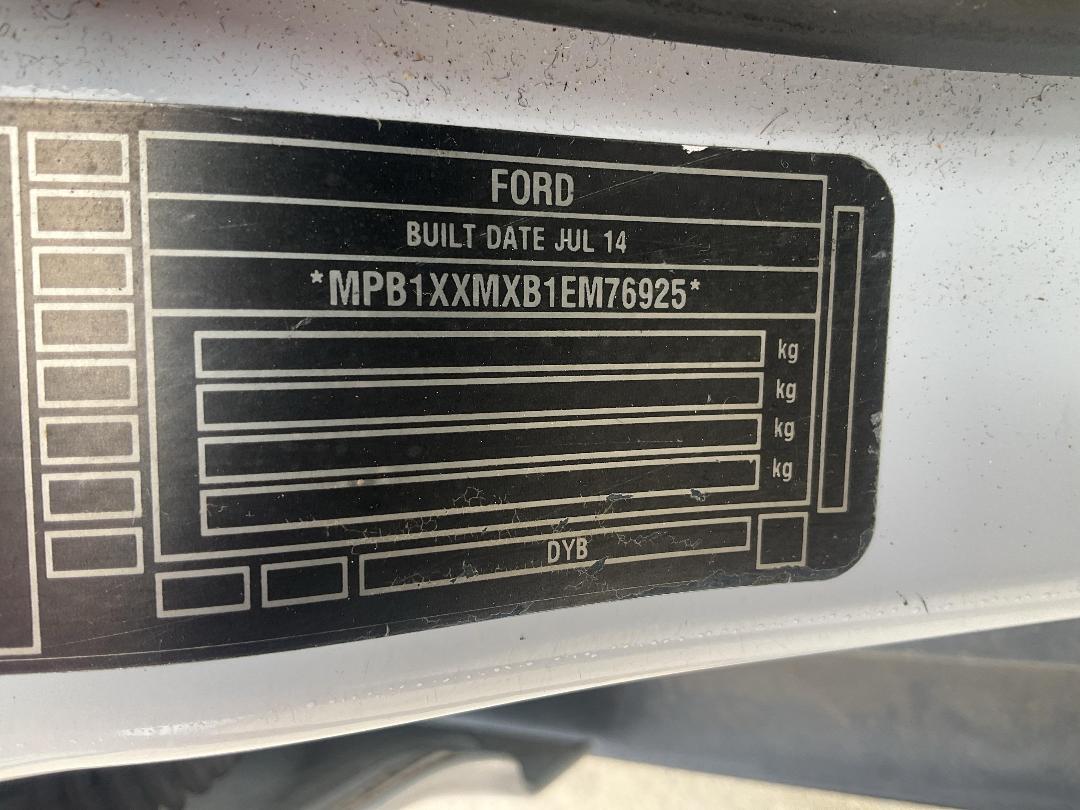 FORD
BUILT DATE JUL 14
*MPB1XXMXB1EM76925*
kg
kg
kg
kg
DYB